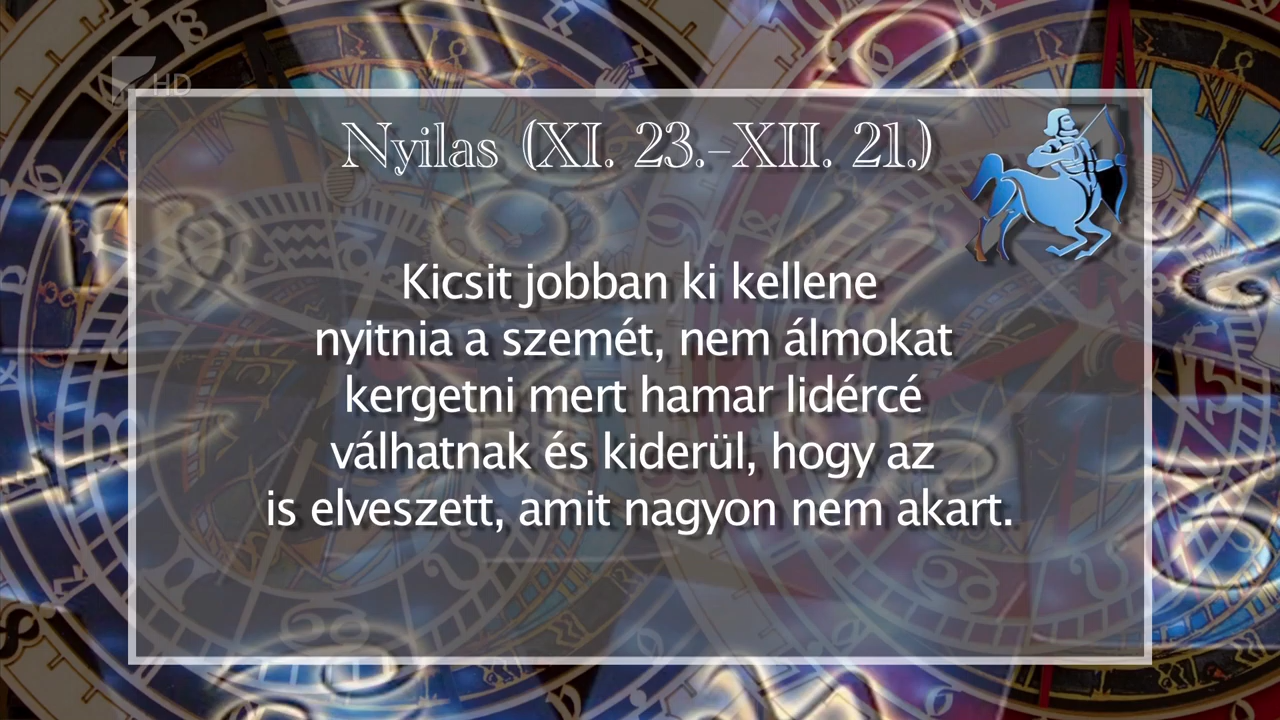 HD
Nyilas (XI. 23.-XII. 21.)
Kicsit jobban ki kellene
nyitnia a szemét, nem álmokat
kergetni mert hamar lidércé
válhatnak és kiderül, hogy az
is elveszett, amit nagyon nem akart.